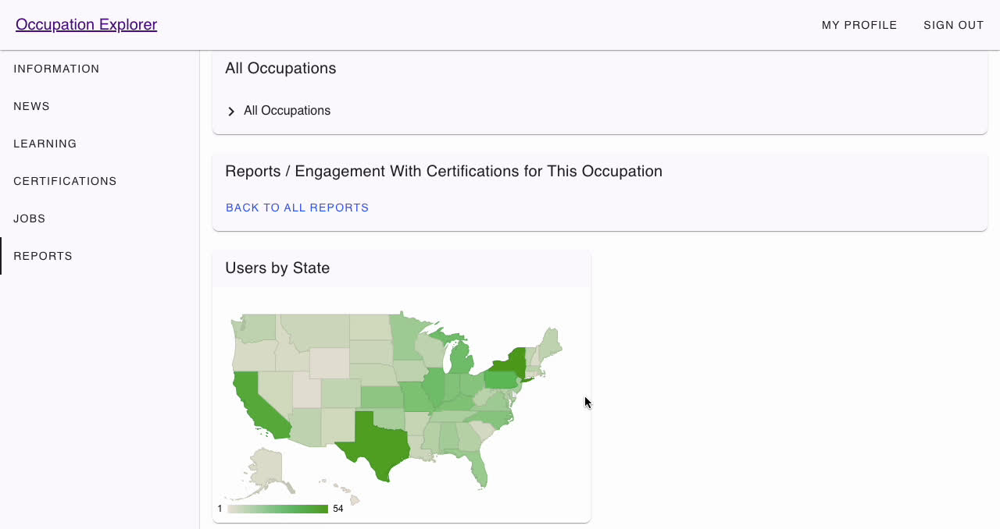 Occupation Explorer
MY PROFILE
SIGN OUT
INFORMATION
NEWS
LEARNING
CERTIFICATIONS
JOBS
REPORTS
All Occupations
All Occupations
Reports / Engagement With Certifications for This Occupation
BACK TO ALL REPORTS
Users by State
1
54